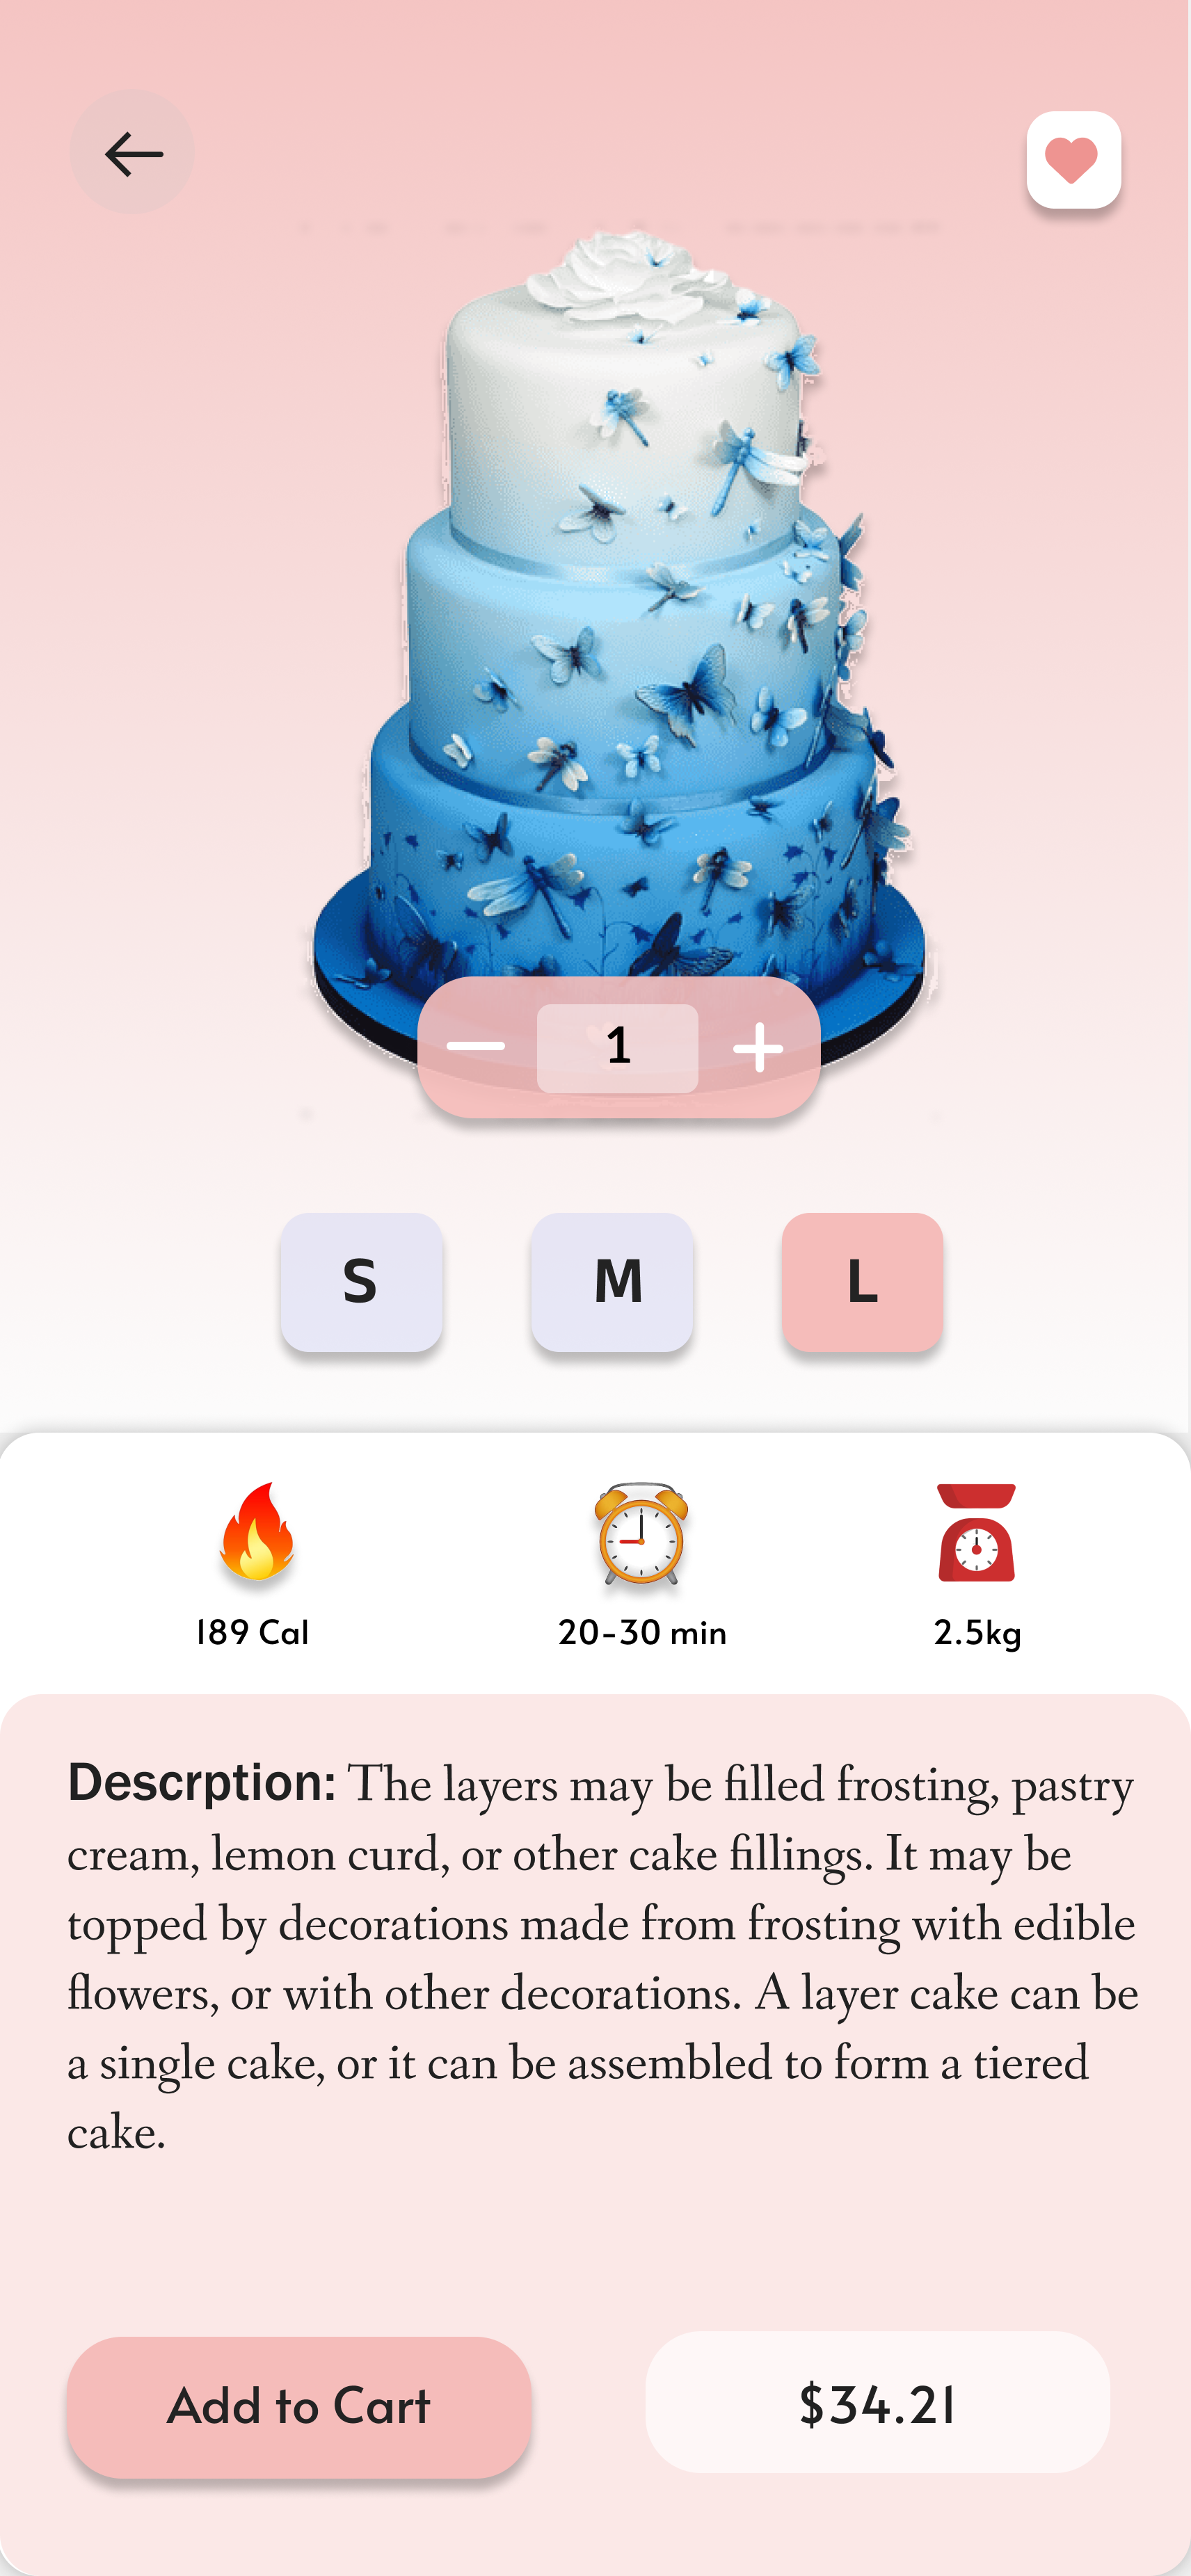 1
S M L
189 Cal 20-30 min 2.5kg
Descrption: The layers may be filled frosting, pastry
cream, lemon curd, or other cake fillings. It may be
topped by decorations made from frosting with edible
flowers, or with other decorations. A layer cake can be
a single cake, or it can be assembled to form a tiered
cake.
Add to Cart $34.21